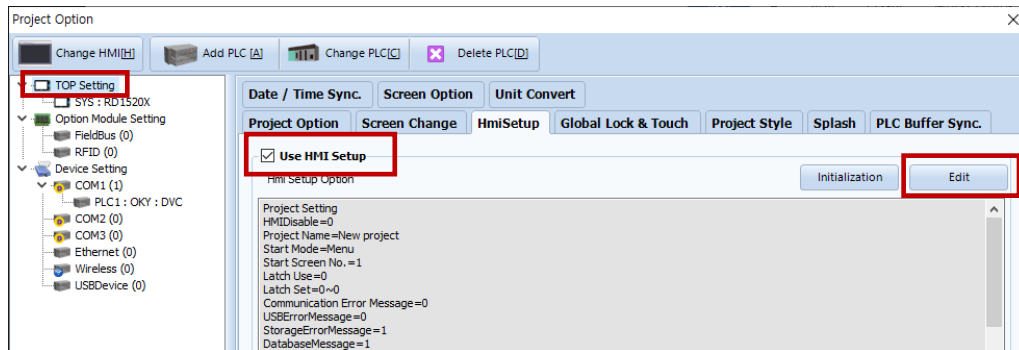 Project Option
Change HMI[H] Add PLC [A] Change PLC[C] Delete PLC[D]
TOP Setting
SYS : RD1520X
Option Module Setting
FieldBus (0)
RFID (0)
Device Setting
COM1 (1)
PLC1 : OKY : DVC
COM2 (0)
COM3 (0)
Ethernet (0)
Wireless (0)
USBDevice (0)
Date / Time Sync. Screen Option Unit Convert
Project Option Screen Change HmiSetup Global Lock & Touch Project Style Splash PLC Buffer Sync.
Use HMI Setup
Hmi Setup Option Initialization Edit
Project Setting
HMIDisable=0
Project Name=New project
Start Mode=Menu
Start Screen No.=1
Latch Use=0
Latch Set=0~0
Communication Error Message=0
USBErrorMessage=0
StorageErrorMessage=1
DatabaseMessage=1